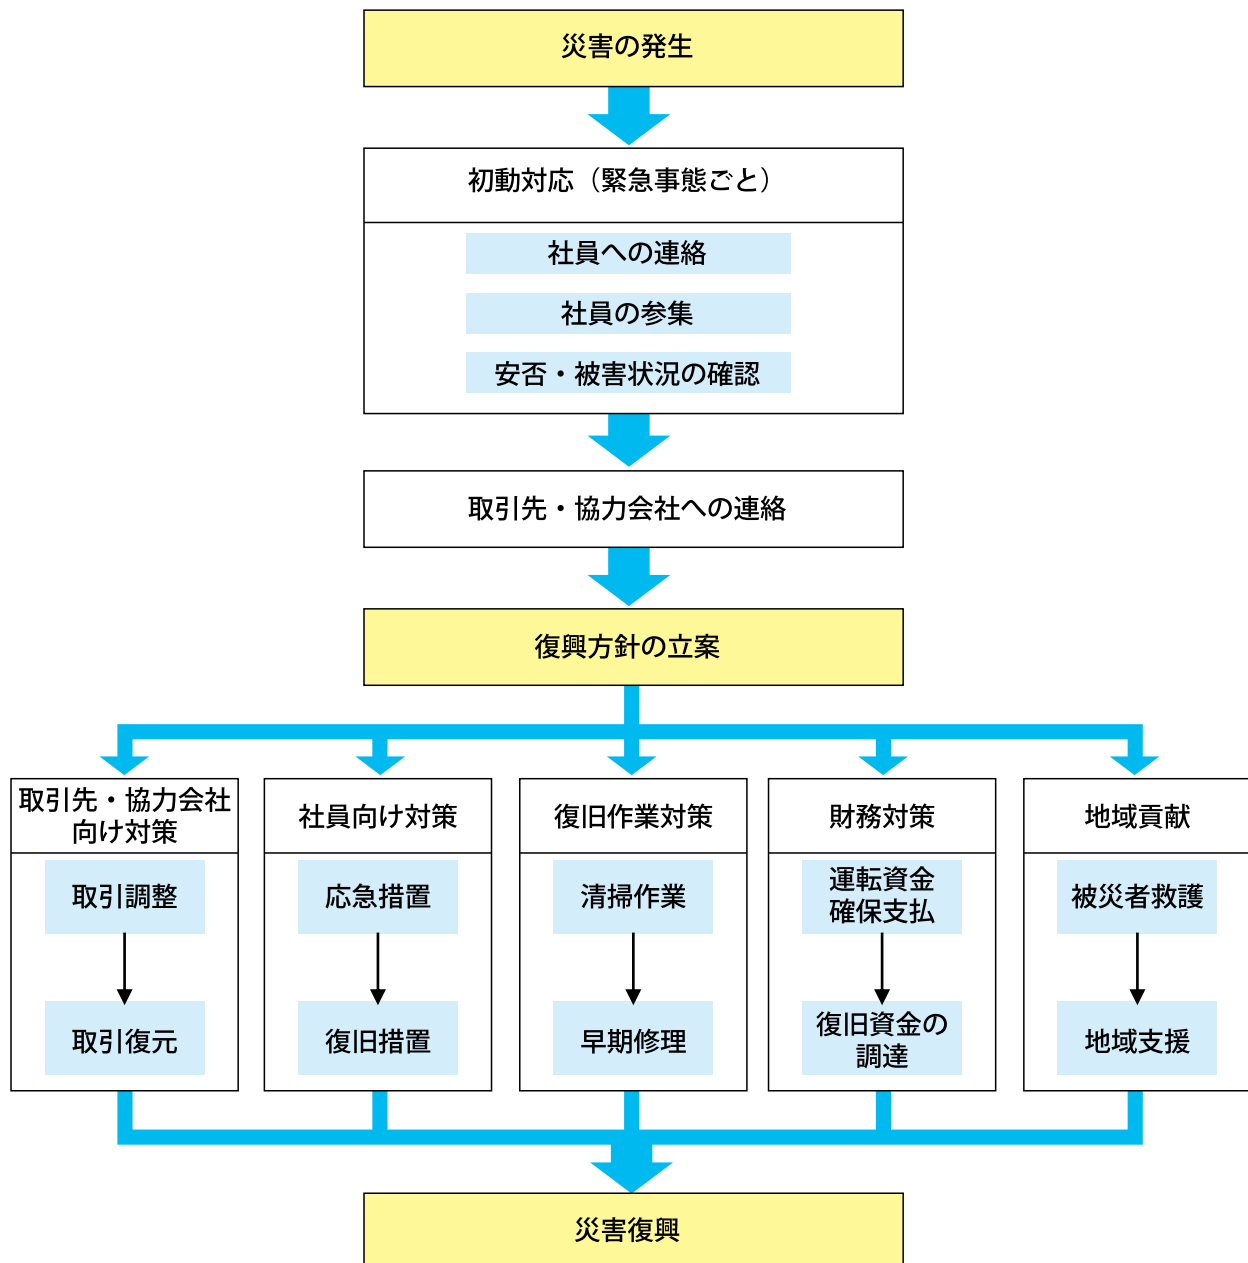 災害の発生
初動対応（緊急事態ごと）
社員への連絡
社員の参集
安否・被害状況の確認
取引先・協力会社への連絡
復興方針の立案
取引先・協力会社
向け対策
取引調整
取引復元
社員向け対策
応急措置
復旧措置
復旧作業対策
清掃作業
早期修理
財務対策
運転資金
確保支払
復旧資金の
調達
地域貢献
被災者救護
地域支援
災害復興